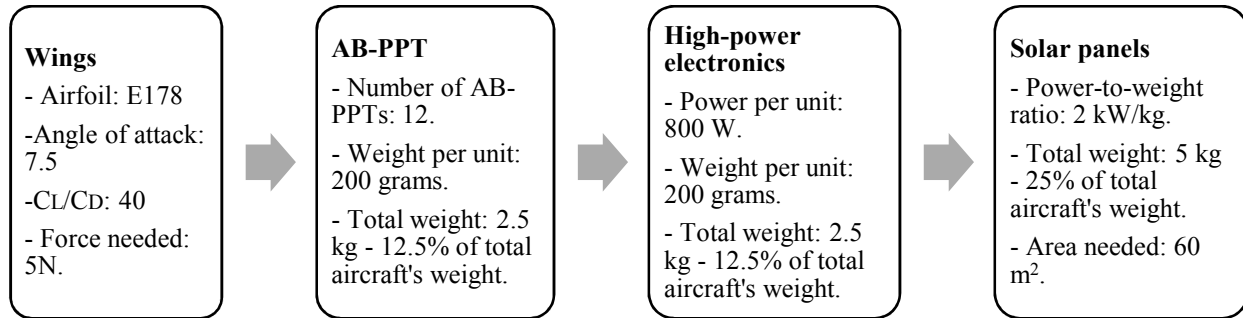 Wings
- Airfoil: E178
-Angle of attack:
7.5
-CL/CD: 40
- Force needed:
5N.
AB-PPT
- Number of AB-
PPTs: 12.
- Weight per unit:
200 grams.
- Total weight: 2.5
kg - 12.5% of total
aircraft's weight.
High-power
electronics
- Power per unit:
800 W.
- Weight per unit:
200 grams.
- Total weight: 2.5
kg - 12.5% of total
aircraft's weight.
Solar panels
- Power-to-weight
ratio: 2 kW/kg.
- Total weight: 5 kg
- 25% of total
aircraft's weight.
- Area needed: 60
m².